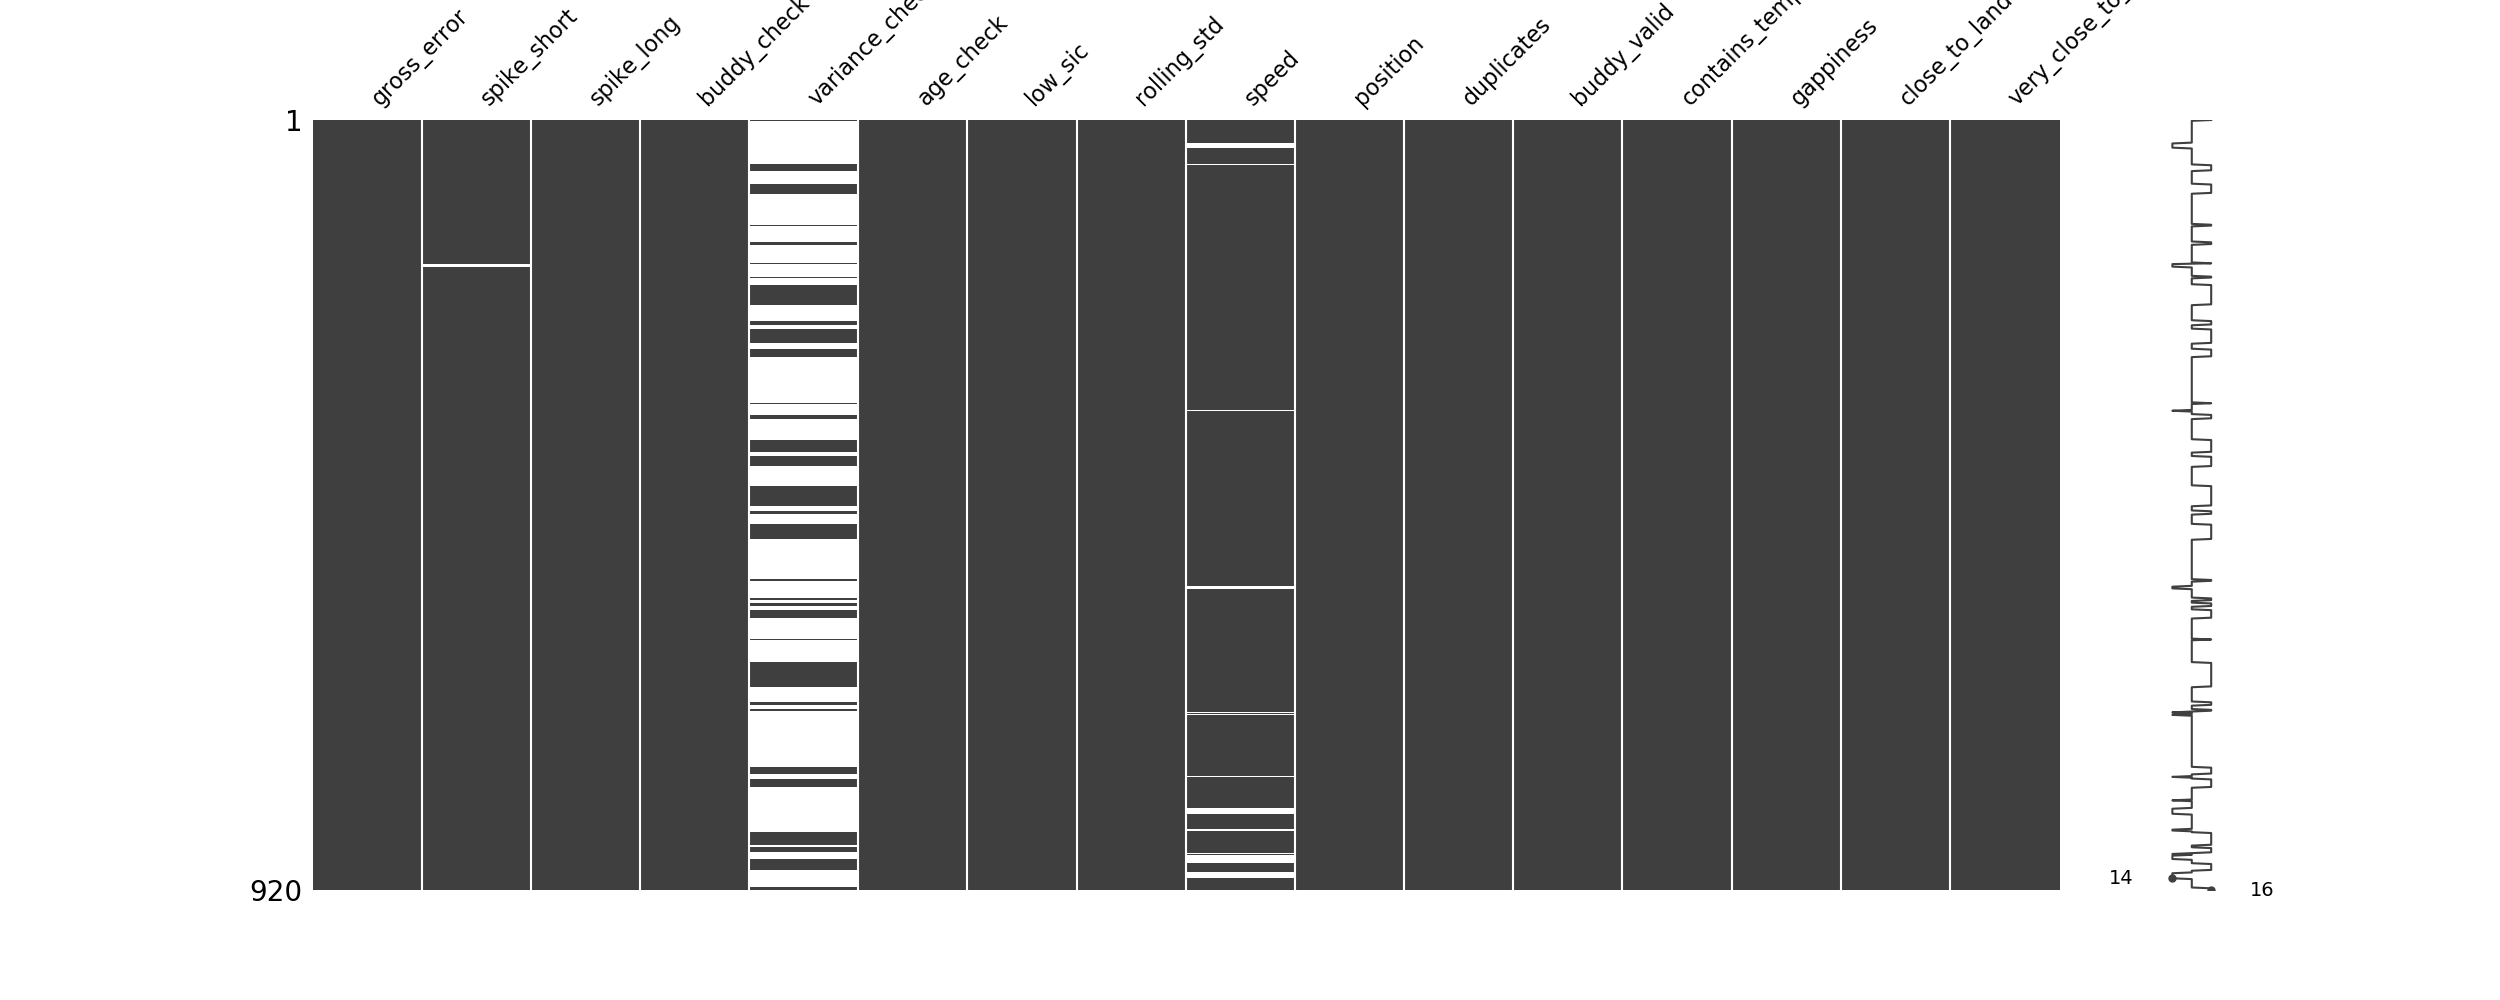 gross_error
spike_short
spike_long
buddy_check
variance_che
age_check
low_sic
rolling_std
speed
position
duplicates
buddy_valid
contains_temp
gappiness
close_to_land
very_close_to_
1
920
14
16